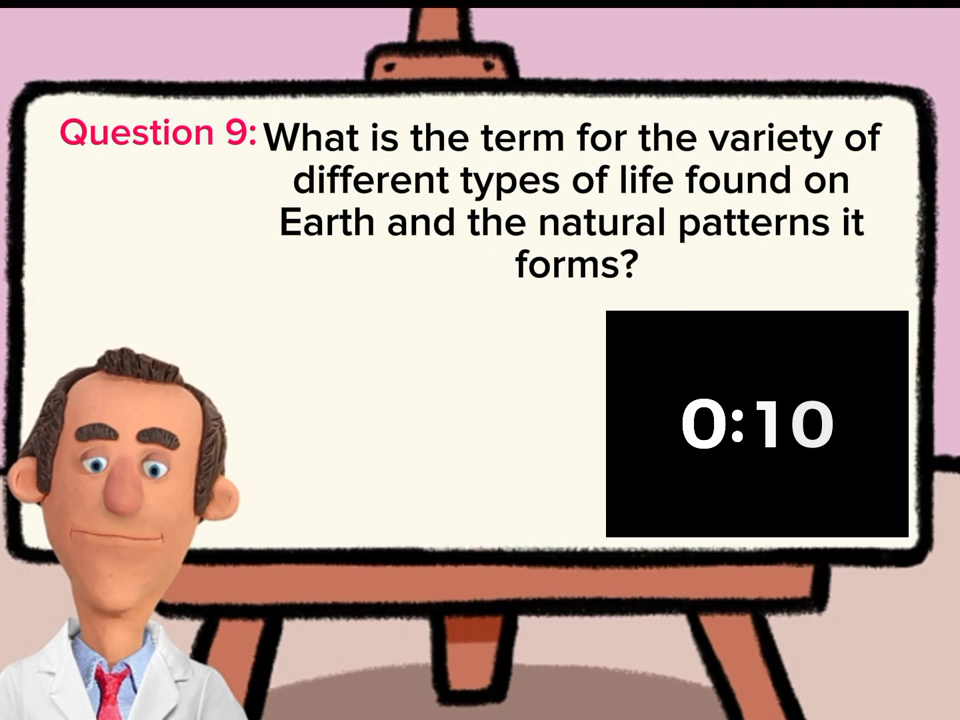 Question 9: What is the term for the variety of
different types of life found on
Earth and the natural patterns it
forms?
0:10